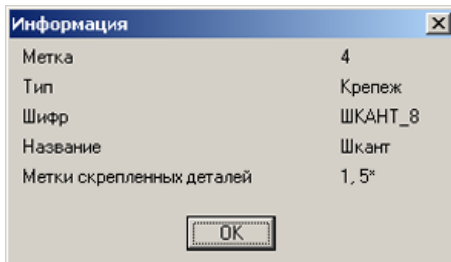 Информация
Метка 4
Тип Крепеж
Шифр ШКАНТ_8
Название Шкант
Метки скрепленных деталей 1, 5*
OK